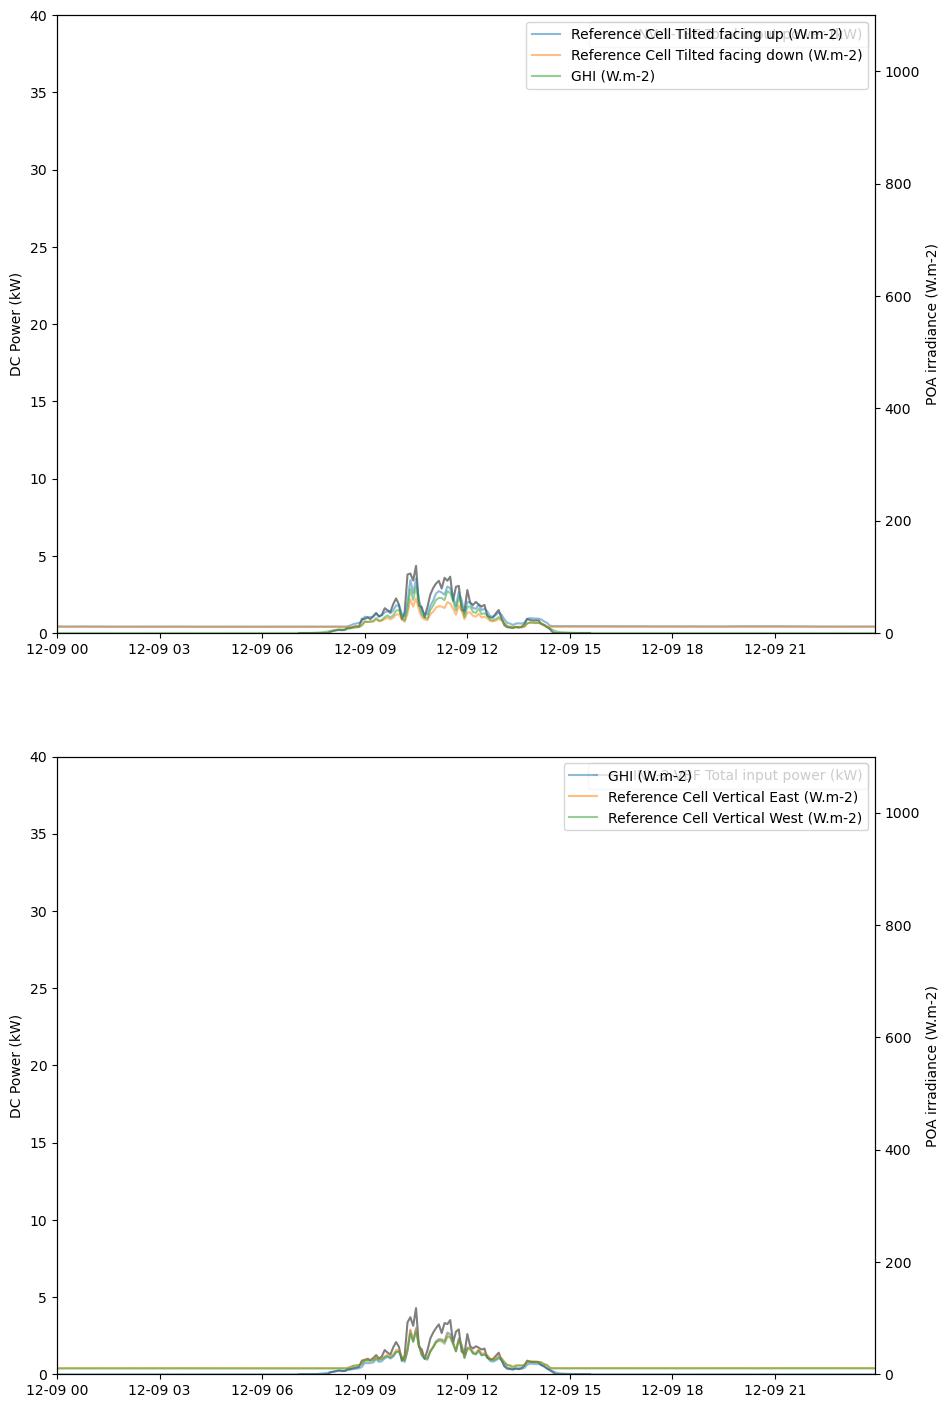 Reference Cell Tilted facing up (W.m-2)
Reference Cell Tilted facing down (W.m-2)
GHI (W.m-2)
40
35
30
25
20
15
10
5
0
DC Power (kW)
1000
800
600
400
200
0
POA irradiance (W.m-2)
12-09 00 12-09 03 12-09 06 12-09 09 12-09 12 12-09 15 12-09 18 12-09 21
GHI (W.m-2)
Total input power (kW)
Reference Cell Vertical East (W.m-2)
Reference Cell Vertical West (W.m-2)
40
35
30
25
20
15
10
5
0
DC Power (kW)
1000
800
600
400
200
0
POA irradiance (W.m-2)
12-09 00 12-09 03 12-09 06 12-09 09 12-09 12 12-09 15 12-09 18 12-09 21